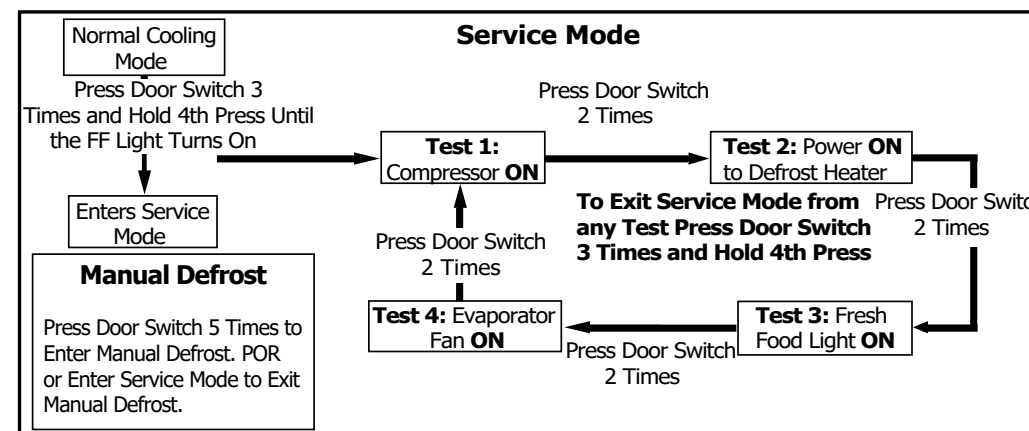 Service Mode
Normal Cooling
Mode
Press Door Switch 3
Times and Hold 4th Press Until
the FF Light Turns On
Enters Service
Mode
Manual Defrost
Press Door Switch 5 Times to
Enter Manual Defrost. POR
or Enter Service Mode to Exit
Manual Defrost.
Test 1:
Compressor ON
Press Door Switch
2 Times
Test 2: Power ON
to Defrost Heater
Press Door Switc
2 Times
Test 3: Fresh
Food Light ON
Press Door Switch
2 Times
Test 4: Evaporator
Fan ON
Press Door Switch
2 Times
To Exit Service Mode from
any Test Press Door Switch
3 Times and Hold 4th Press